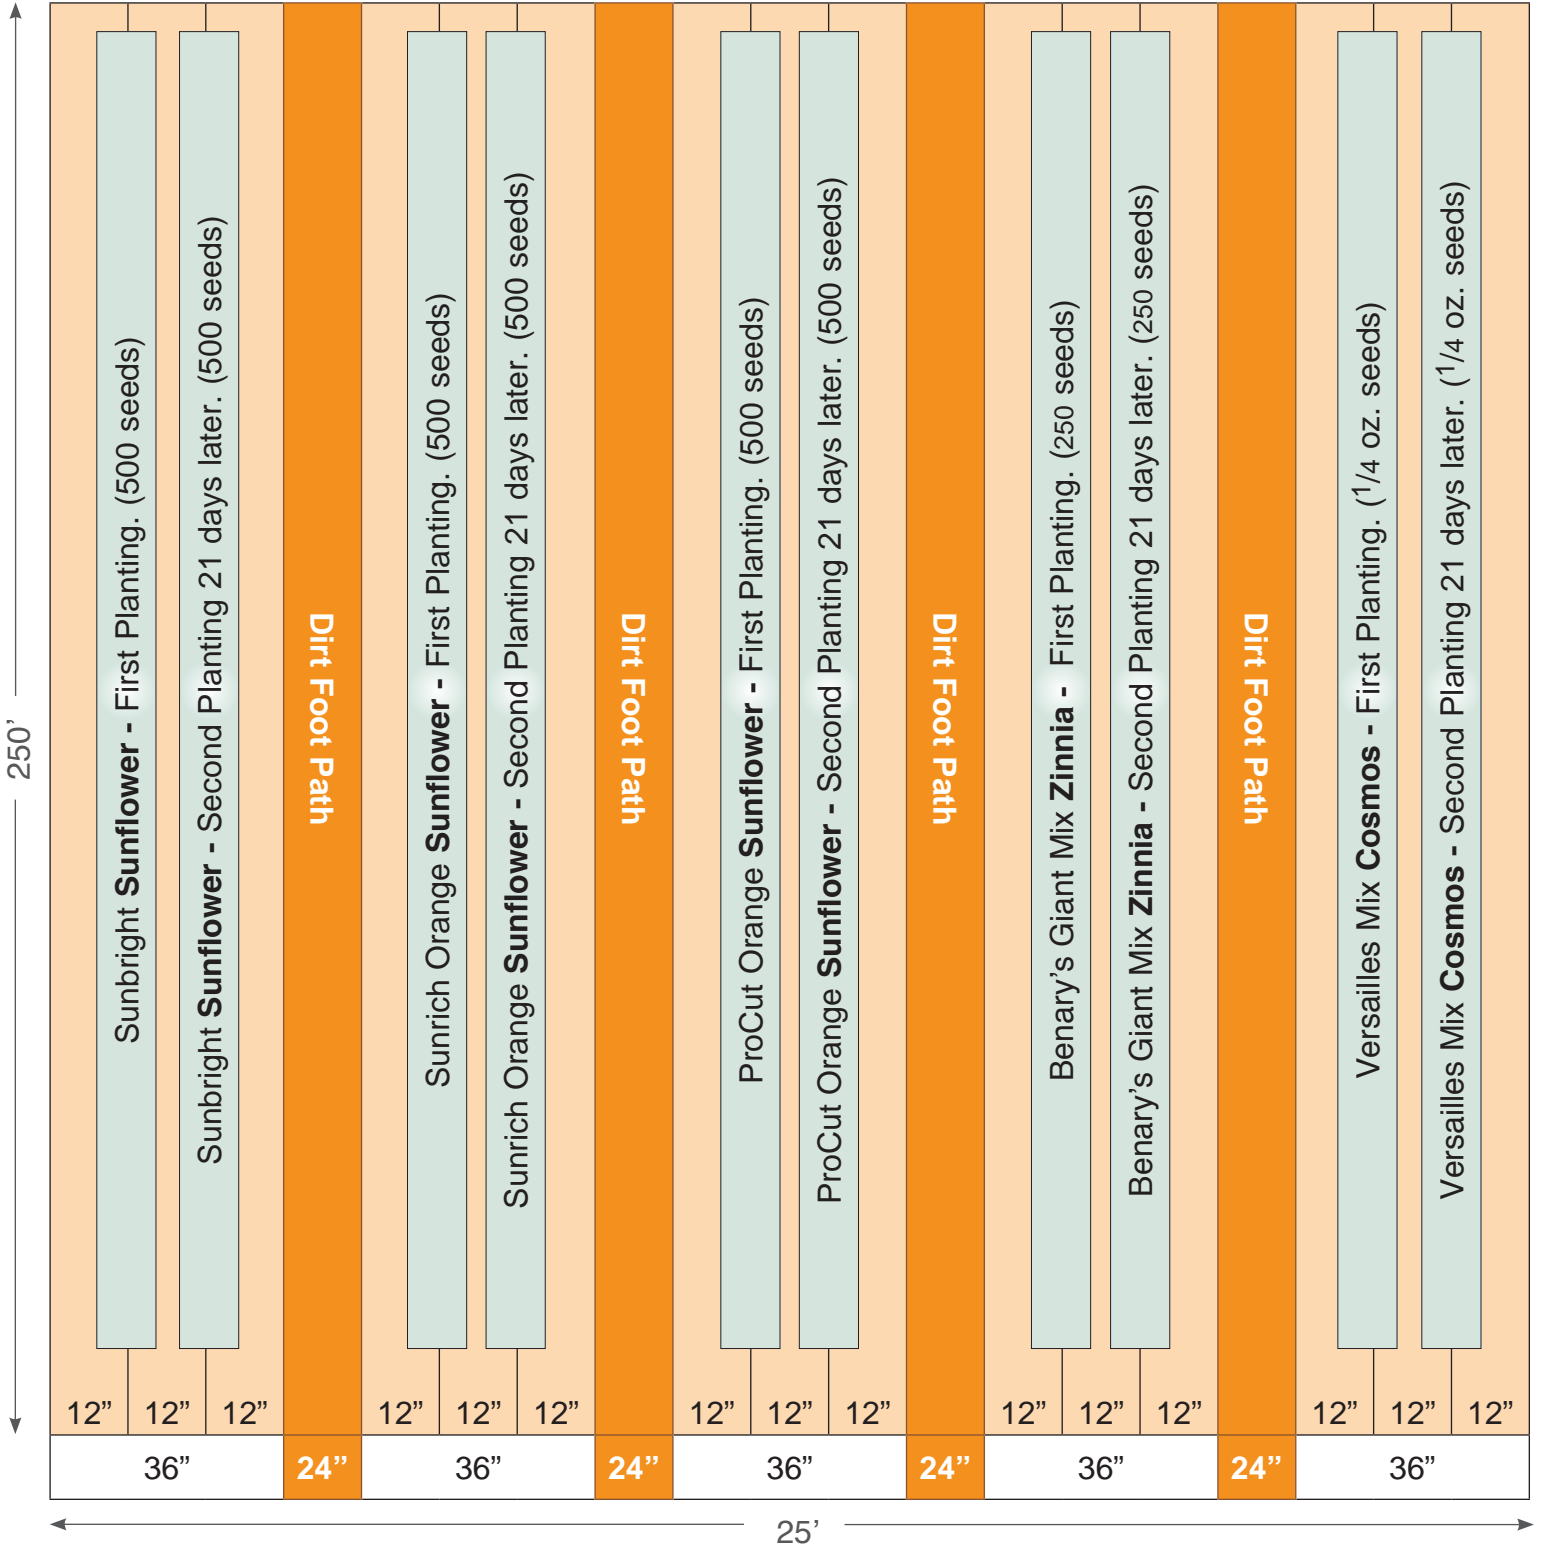 250’
Sunbright Sunflower - First Planting. (500 seeds)
Sunbright Sunflower - Second Planting 21 days later. (500 seeds)
Dirt Foot Path
Sunrich Orange Sunflower - First Planting. (500 seeds)
Sunrich Orange Sunflower - Second Planting 21 days later. (500 seeds)
Dirt Foot Path
ProCut Orange Sunflower - First Planting. (500 seeds)
ProCut Orange Sunflower - Second Planting 21 days later. (500 seeds)
Dirt Foot Path
Benary’s Giant Mix Zinnia - First Planting. (250 seeds)
Benary’s Giant Mix Zinnia - Second Planting 21 days later. (250 seeds)
Dirt Foot Path
Versailles Mix Cosmos - First Planting. (1/4 oz. seeds)
Versailles Mix Cosmos - Second Planting 21 days later. (1/4 oz. seeds)
12” 12” 12” 12” 12” 12” 12” 12” 12” 12” 12” 12” 12” 12” 12”
36” 24” 36” 24” 36” 24” 36” 24” 36”
25’